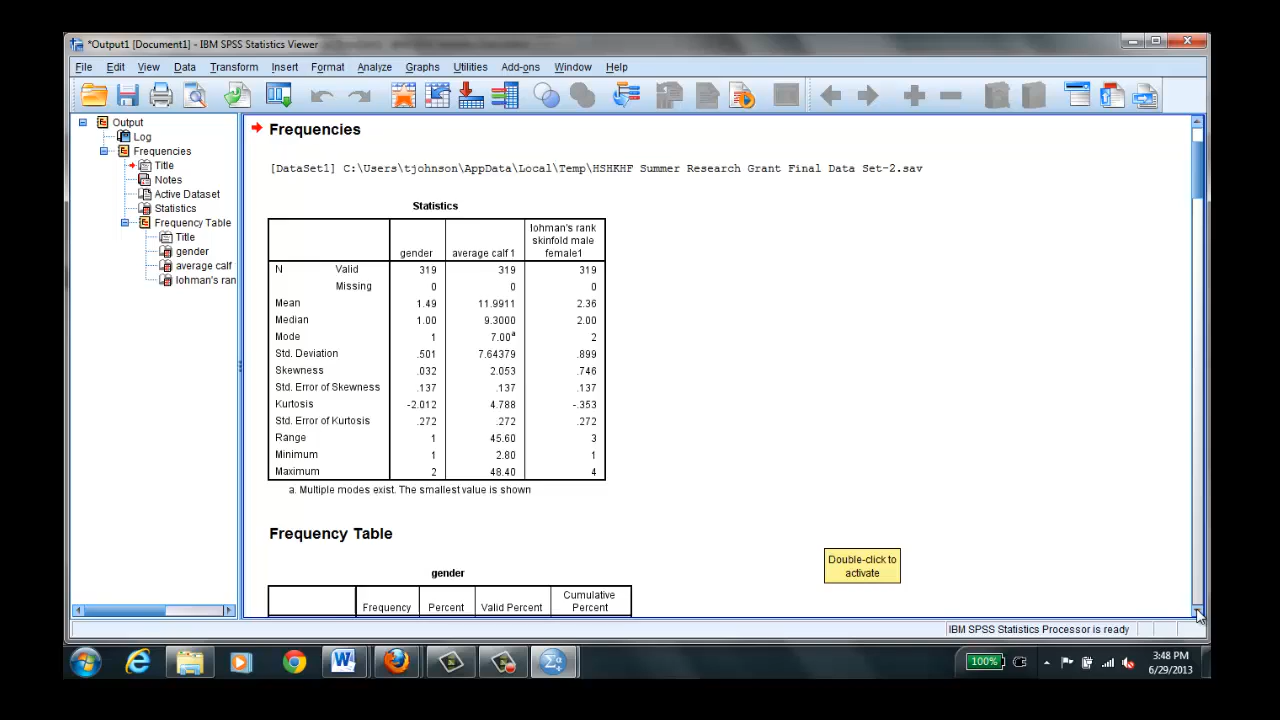 *Output1 [Document1] - IBM SPSS Statistics Viewer
File Edit View Data Transform Insert Format Analyze Graphs Utilities Add-ons Window Help
Output
Log
Frequencies
Title
Notes
Active Dataset
Statistics
Frequency Table
Title
gender
average calf
lohman's ran
Frequencies
[DataSet1] C:\Users\tjohnson\AppData\Local\Temp\HSHKHF Summer Research Grant Final Data Set-2.sav
Statistics
gender average calf 1 lohman's rank
skinfold male
female1
N Valid 319 319 319
Missing 0 0 0
Mean 1.49 11.9911 2.36
Median 1.00 9.3000 2.00
Mode 1 7.00a 2
Std. Deviation .501 7.64379 .899
Skewness .032 2.053 .746
Std. Error of Skewness .137 .137 .137
Kurtosis -2.012 4.788 -.353
Std. Error of Kurtosis .272 .272 .272
Range 1 45.60 3
Minimum 1 2.80 1
Maximum 2 48.40 4
a. Multiple modes exist. The smallest value is shown
Frequency Table
gender
Frequency Percent Valid Percent Cumulative
Percent
Double-click to
activate
IBM SPSS Statistics Processor is ready
100%
3:48 PM
6/29/2013